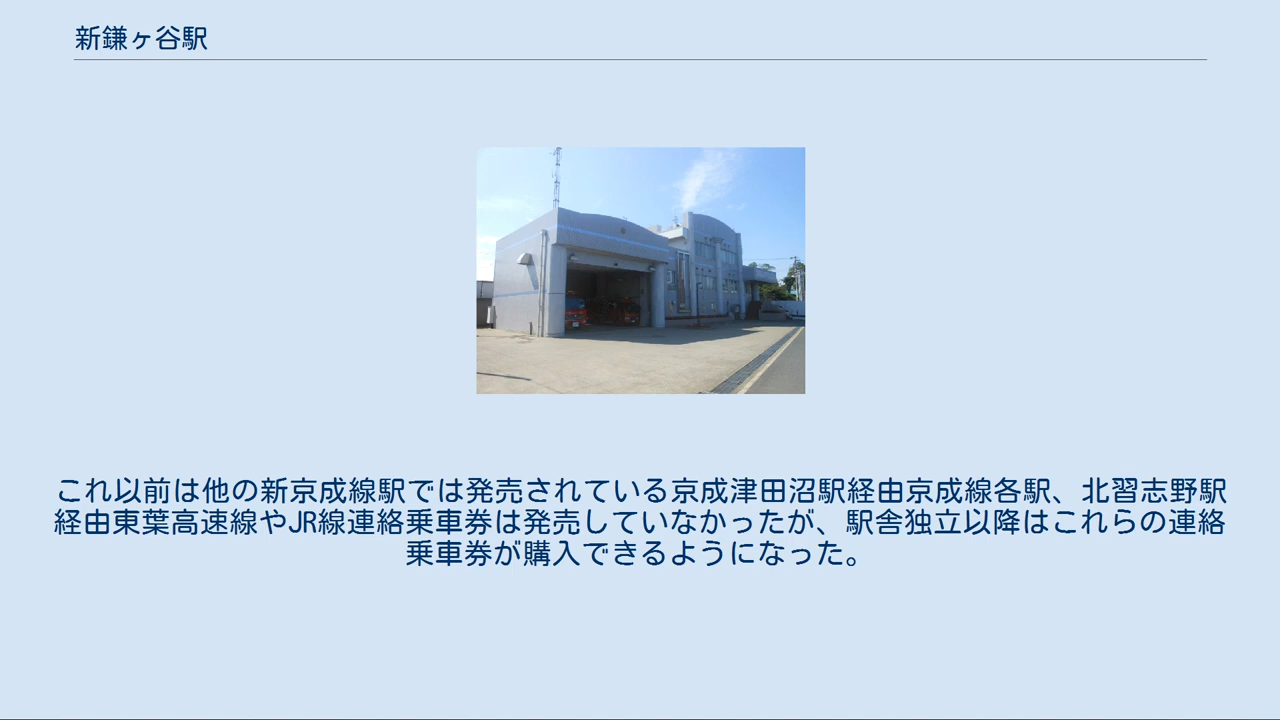 新鎌ヶ谷駅
これ以前は他の新京成線駅では発売されている京成津田沼駅経由京成線各駅、北習志野駅
経由東葉高速線やJR線連絡乗車券は発売していなかったが、駅舎独立以降はこれらの連絡
乗車券が購入できるようになった。